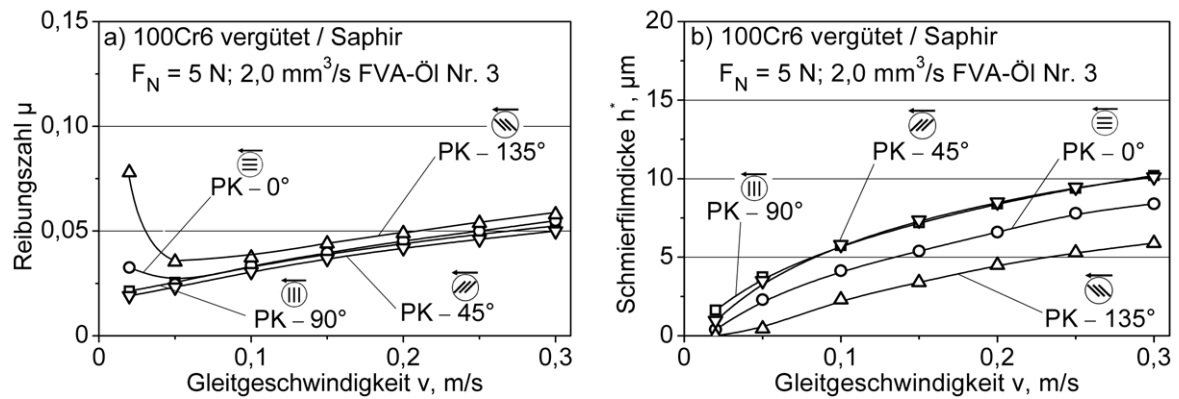 0,15
a) 100Cr6 vergütet / Saphir
F_N = 5 N; 2,0 mm³/s FVA-Öl Nr. 3
0,10
PK – 135°
PK – 0°
0,05
PK – 90°
PK – 45°
0
0 0,1 0,2 0,3
Reibungszahl µ
Gleitgeschwindigkeit v, m/s
20
b) 100Cr6 vergütet / Saphir
F_N = 5 N; 2,0 mm³/s FVA-Öl Nr. 3
15
PK – 45°
PK – 0°
10
PK – 90°
5
PK – 135°
0
0 0,1 0,2 0,3
Schmierfilmdicke h*, µm
Gleitgeschwindigkeit v, m/s